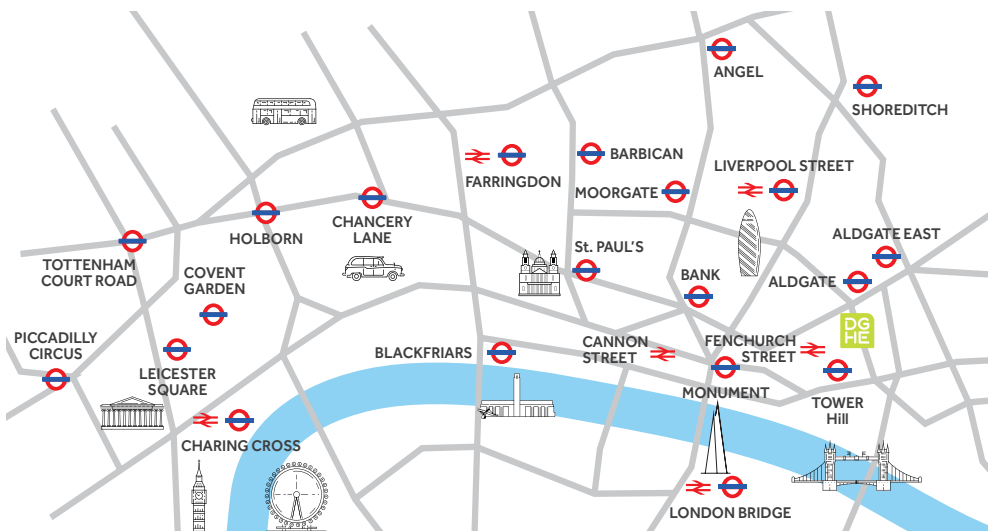 ANGEL
SHOREDITCH
BARBICAN
FARRINGDON
LIVERPOOL STREET
MOORGATE
CHANCERY
LANE
HOLBORN
ALDGATE EAST
St. PAUL'S
TOTTENHAM
COURT ROAD
COVENT
GARDEN
BANK
ALDGATE
DG
HE
PICCADILLY
CIRCUS
LEICESTER
SQUARE
BLACKFRIARS
CANNON
STREET
FENCHURCH
STREET
MONUMENT
TOWER
Hill
CHARING CROSS
LONDON BRIDGE